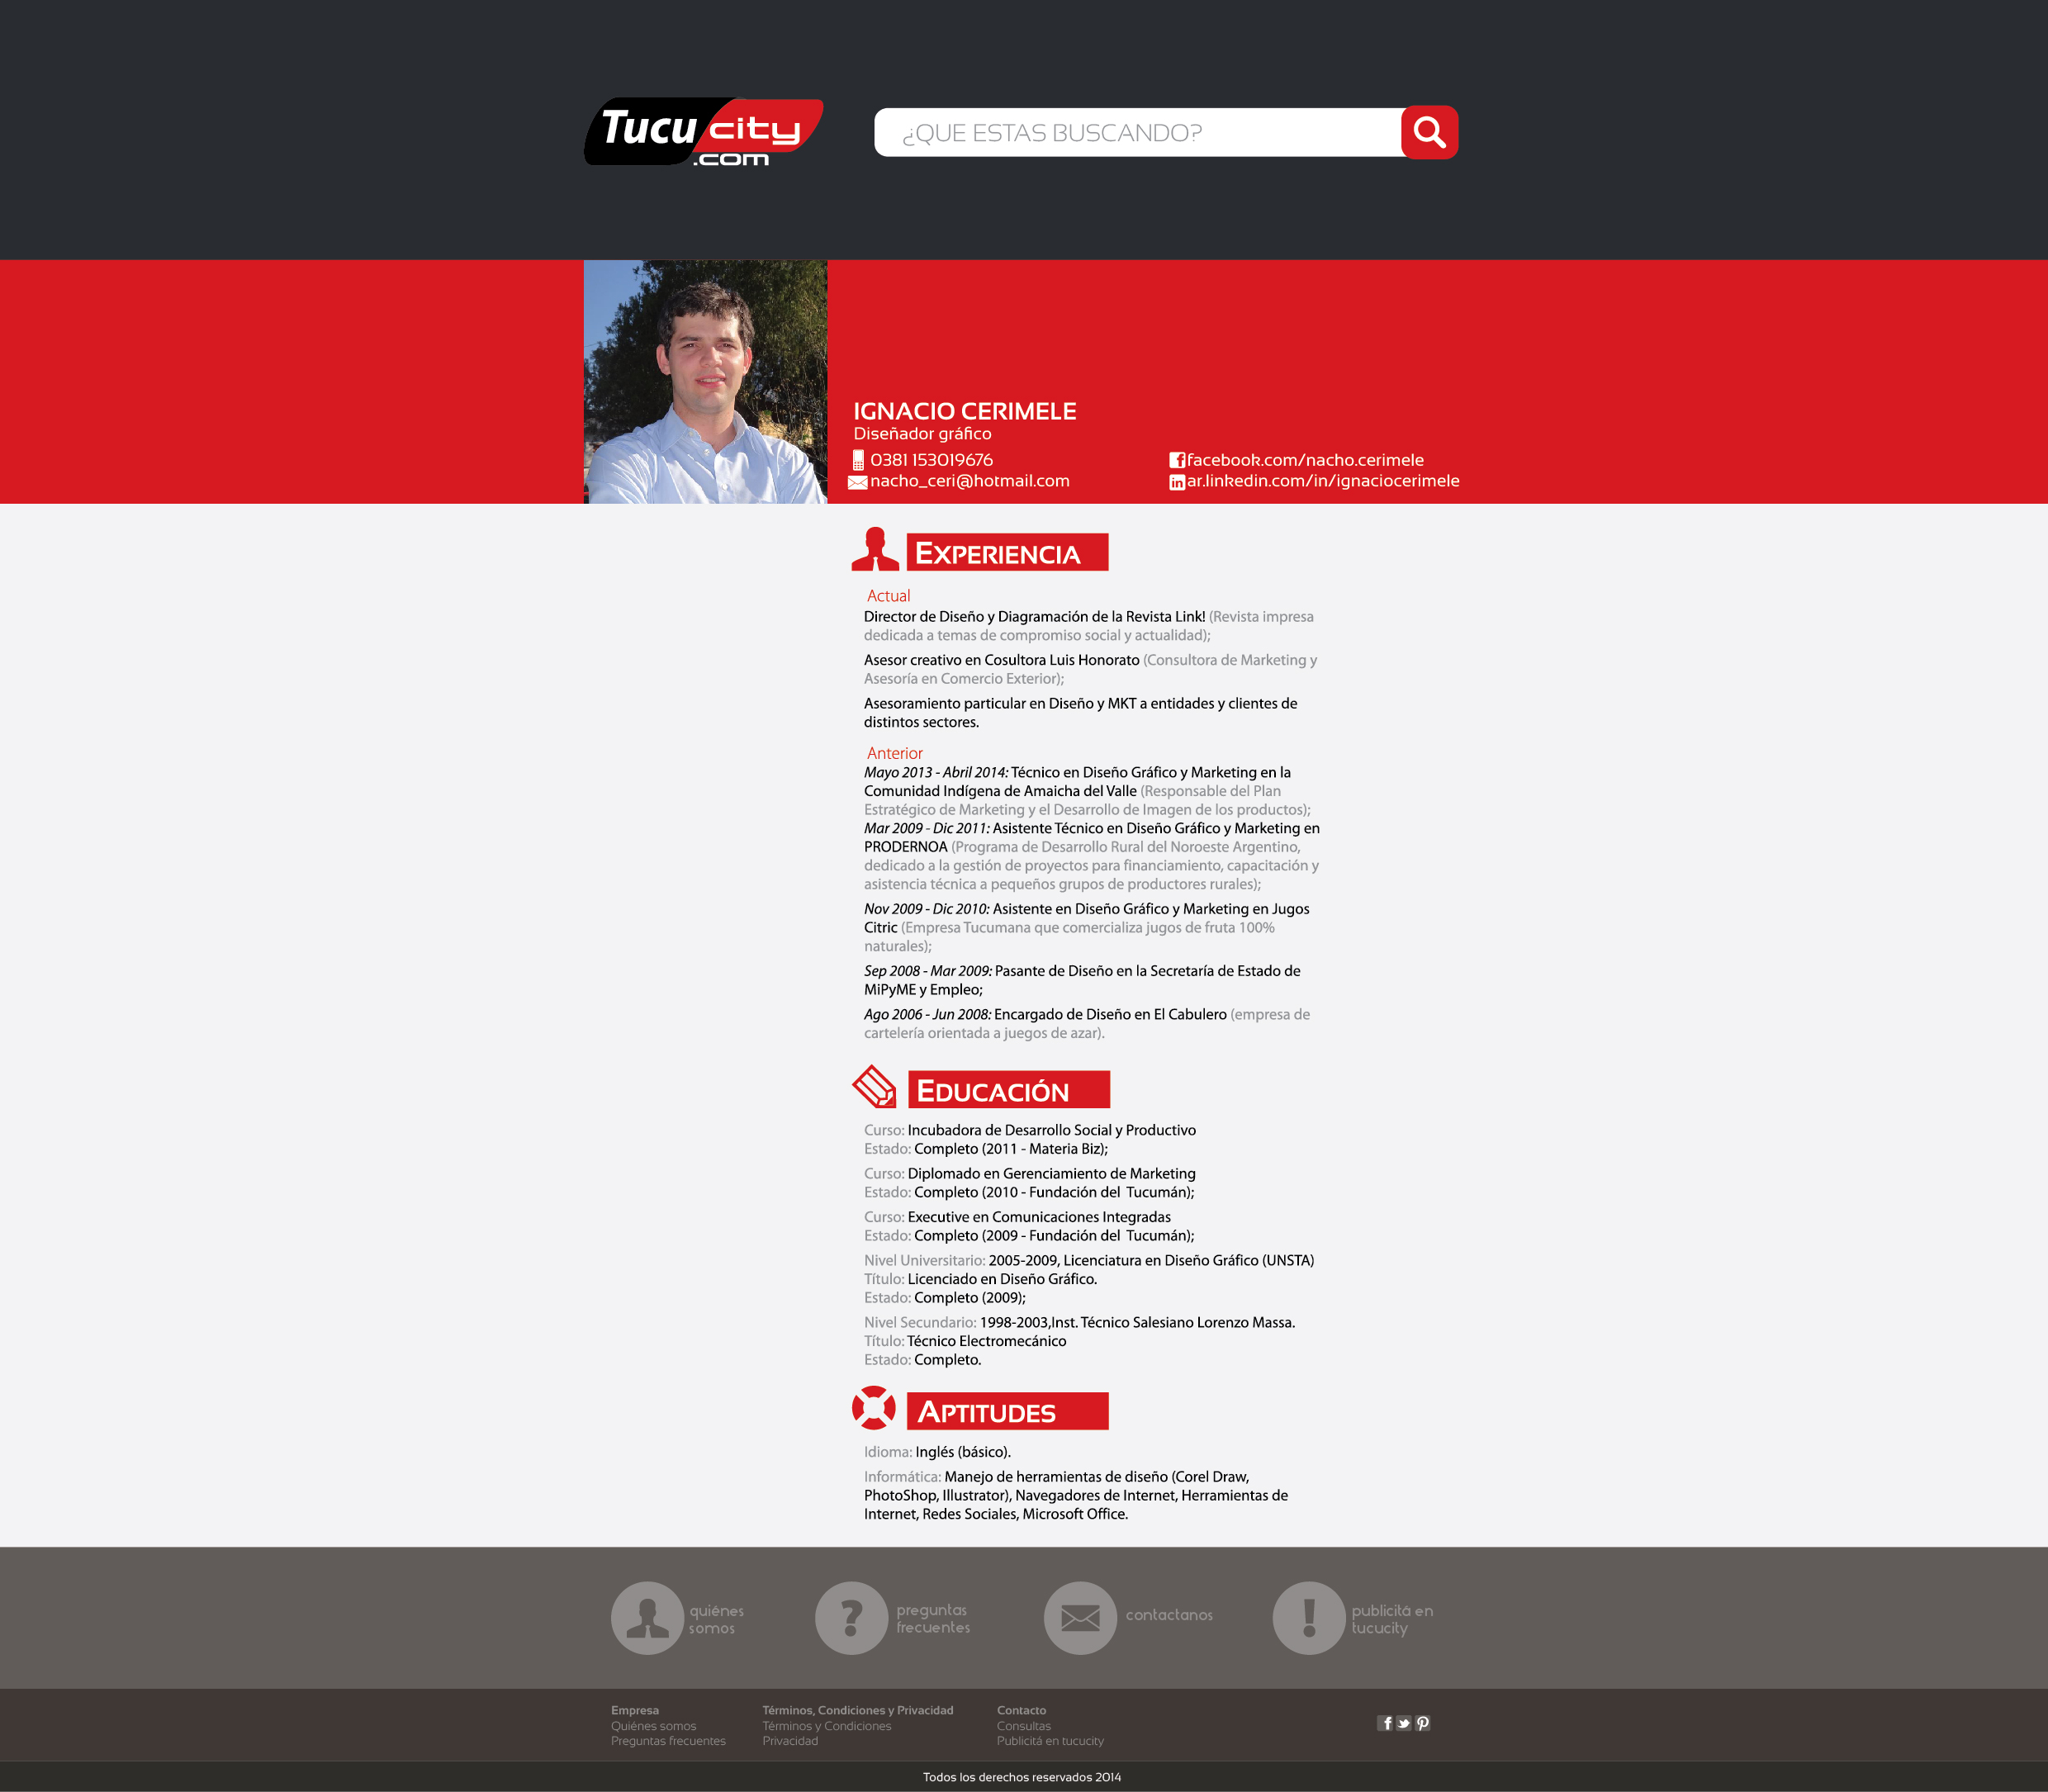 Tucu city
.com
¿QUE ESTAS BUSCANDO?
IGNACIO CERIMELE
Diseñador gráfico
0381 153019676
nacho_ceri@hotmail.com
facebook.com/nacho.cerimele
ar.linkedin.com/in/ignaciocerimele
EXPERIENCIA
Actual
Director de Diseño y Diagramación de la Revista Link! (Revista impresa
dedicada a temas de compromiso social y actualidad);
Asesor creativo en Cosultora Luis Honorato (Consultora de Marketing y
Asesoría en Comercio Exterior);
Asesoramiento particular en Diseño y MKT a entidades y clientes de
distintos sectores.
Anterior
Mayo 2013 - Abril 2014: Técnico en Diseño Gráfico y Marketing en la
Comunidad Indígena de Amaicha del Valle (Responsable del Plan
Estratégico de Marketing y el Desarrollo de Imagen de los productos);
Mar 2009 - Dic 2011: Asistente Técnico en Diseño Gráfico y Marketing en
PRODERNOA (Programa de Desarrollo Rural del Noroeste Argentino,
dedicado a la gestión de proyectos para financiamiento, capacitación y
asistencia técnica a pequeños grupos de productores rurales);
Nov 2009 - Dic 2010: Asistente en Diseño Gráfico y Marketing en Jugos
Citric (Empresa Tucumana que comercializa jugos de fruta 100%
naturales);
Sep 2008 - Mar 2009: Pasante de Diseño en la Secretaría de Estado de
MiPyME y Empleo;
Ago 2006 - Jun 2008: Encargado de Diseño en El Cabulero (empresa de
cartelería orientada a juegos de azar).
EDUCACIÓN
Curso: Incubadora de Desarrollo Social y Productivo
Estado: Completo (2011 - Materia Biz);
Curso: Diplomado en Gerenciamiento de Marketing
Estado: Completo (2010 - Fundación del Tucumán);
Curso: Executive en Comunicaciones Integradas
Estado: Completo (2009 - Fundación del Tucumán);
Nivel Universitario: 2005-2009, Licenciatura en Diseño Gráfico (UNSTA)
Título: Licenciado en Diseño Gráfico.
Estado: Completo (2009);
Nivel Secundario: 1998-2003,Inst. Técnico Salesiano Lorenzo Massa.
Título: Técnico Electromecánico
Estado: Completo.
APTITUDES
Idioma: Inglés (básico).
Informática: Manejo de herramientas de diseño (Corel Draw,
PhotoShop, Illustrator), Navegadores de Internet, Herramientas de
Internet, Redes Sociales, Microsoft Office.
quiénes
somos
preguntas
frecuentes
contactanos
publicitá en
tucucity
Empresa
Quiénes somos
Preguntas frecuentes
Términos, Condiciones y Privacidad
Términos y Condiciones
Privacidad
Contacto
Consultas
Publicitá en tucucity
Todos los derechos reservados 2014